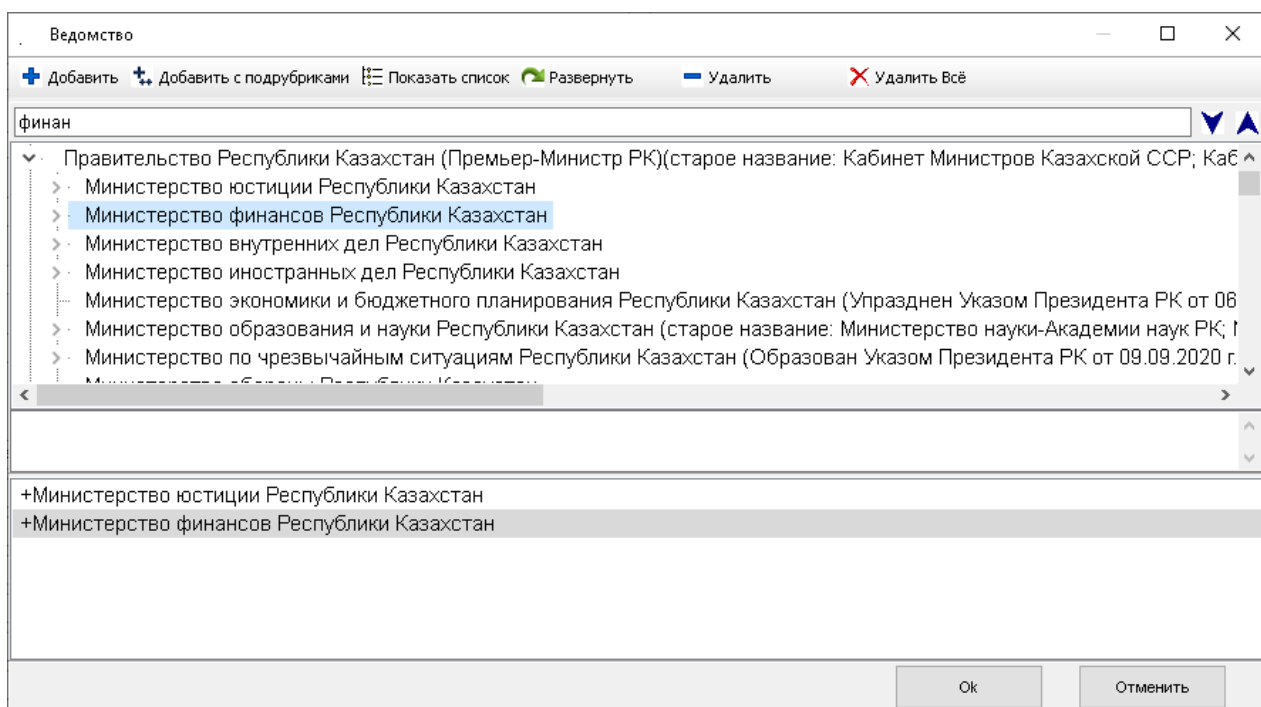 Ведомство
Добавить Добавить с подрубриками Показать список Развернуть Удалить Удалить Всё
финан
Правительство Республики Казахстан (Премьер-Министр РК)(старое название: Кабинет Министров Казахской ССР; Каб
Министерство юстиции Республики Казахстан
Министерство финансов Республики Казахстан
Министерство внутренних дел Республики Казахстан
Министерство иностранных дел Республики Казахстан
Министерство экономики и бюджетного планирования Республики Казахстан (Упразднен Указом Президента РК от 06
Министерство образования и науки Республики Казахстан (старое название: Министерство науки-Академии наук РК;
Министерство по чрезвычайным ситуациям Республики Казахстан (Образован Указом Президента РК от 09.09.2020 г.
Министерство обороны Республики Казахстан
+Министерство юстиции Республики Казахстан
+Министерство финансов Республики Казахстан
Ok Отменить